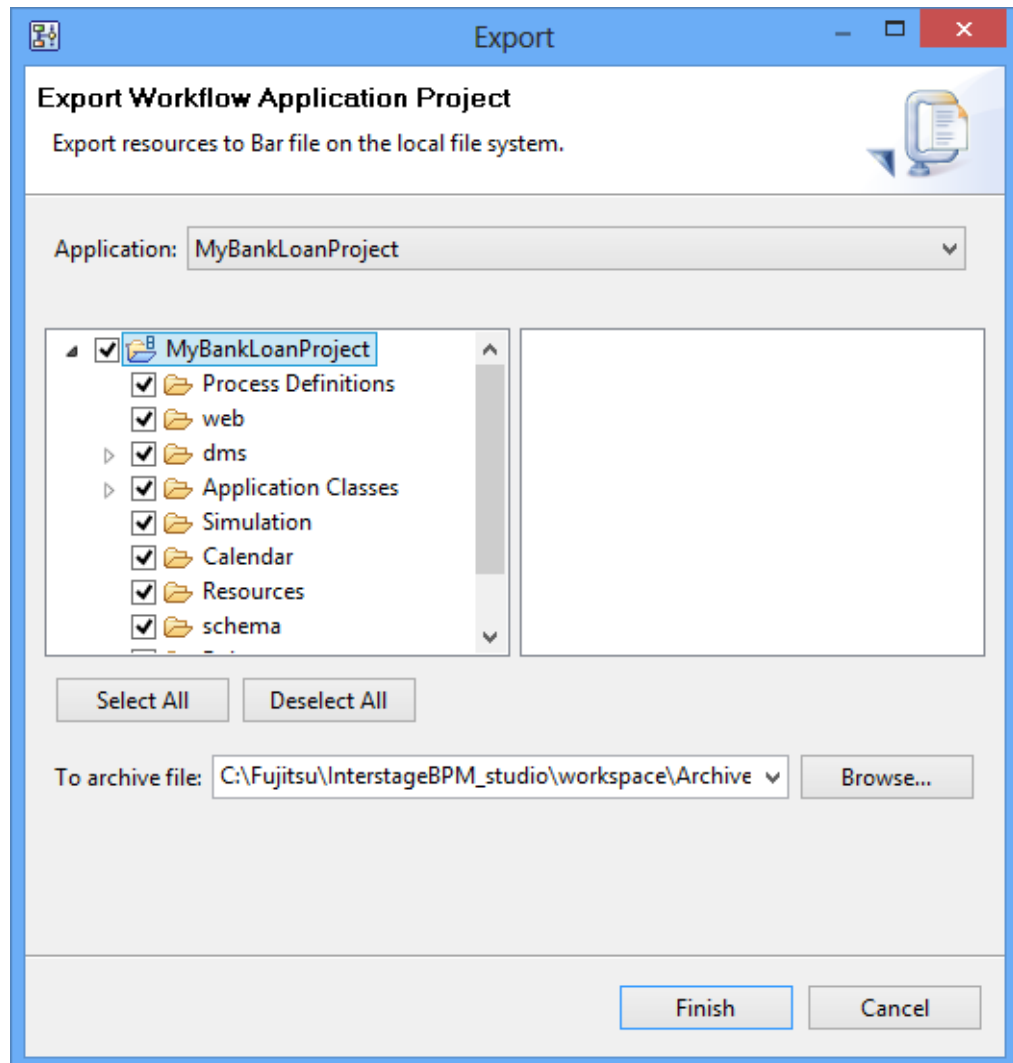 Export
Export Workflow Application Project
Export resources to Bar file on the local file system.
Application: MyBankLoanProject
MyBankLoanProject
Process Definitions
web
dms
Application Classes
Simulation
Calendar
Resources
schema
Select All Deselect All
To archive file: C:\Fujitsu\InterstageBPM_studio\workspace\Archive Browse...
Finish Cancel